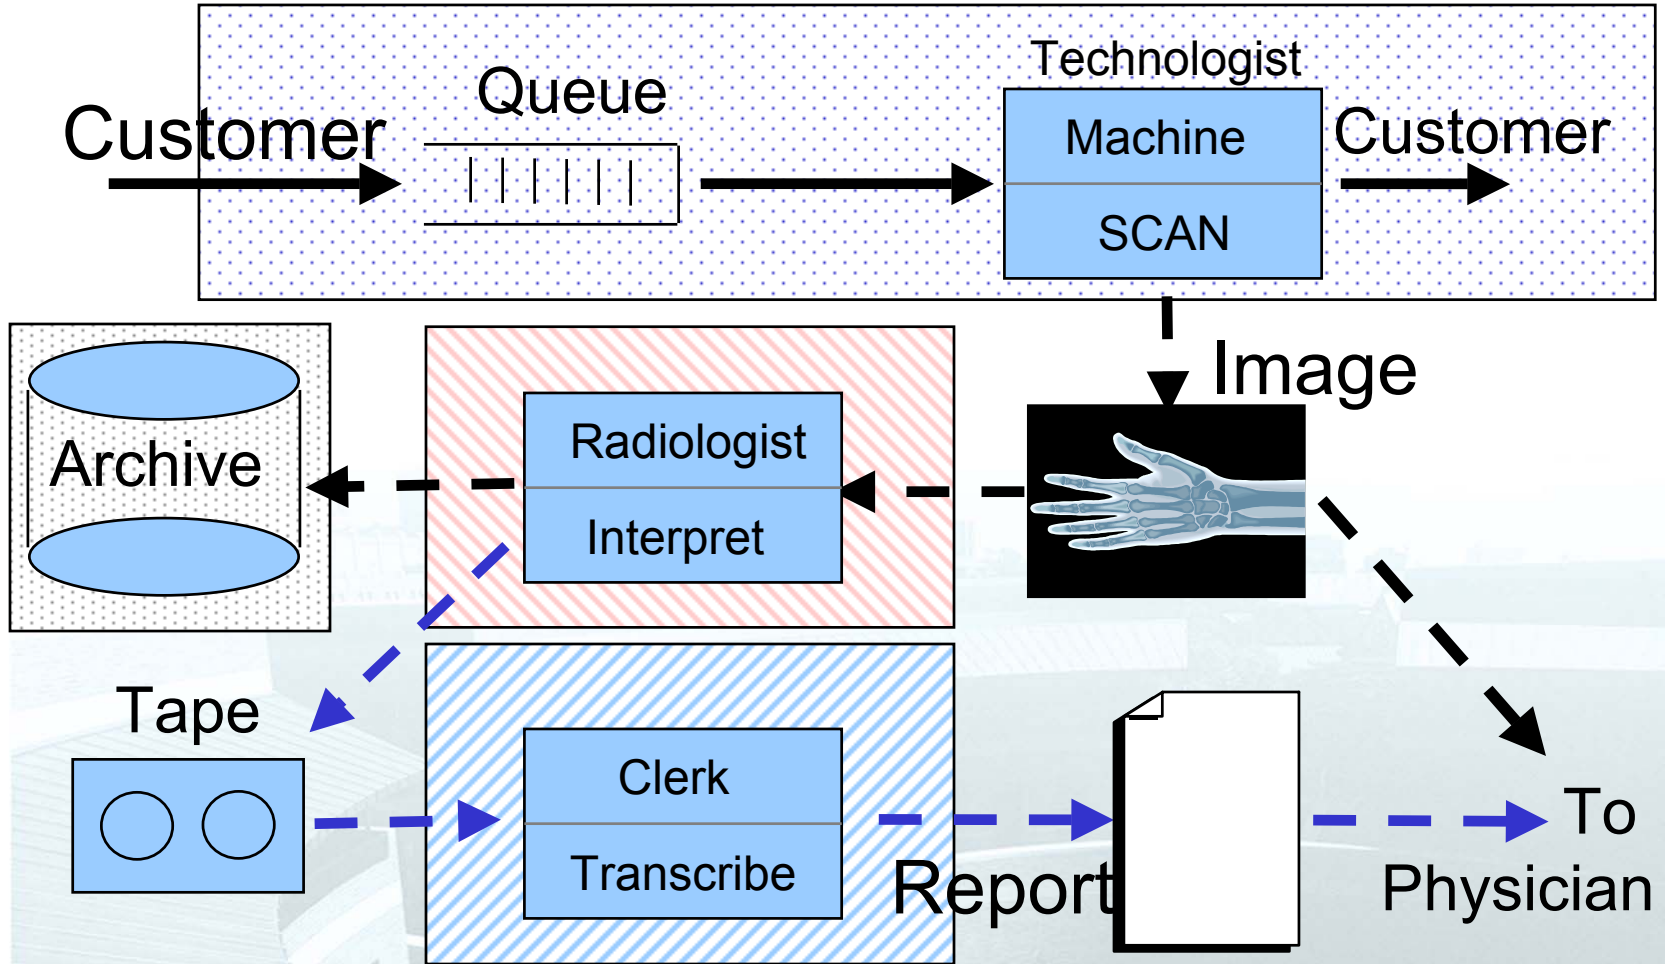 Technologist
Queue
Customer
Machine
Customer
SCAN
Image
Radiologist
Archive
Interpret
Tape
Clerk
To
Transcribe
Report
Physician